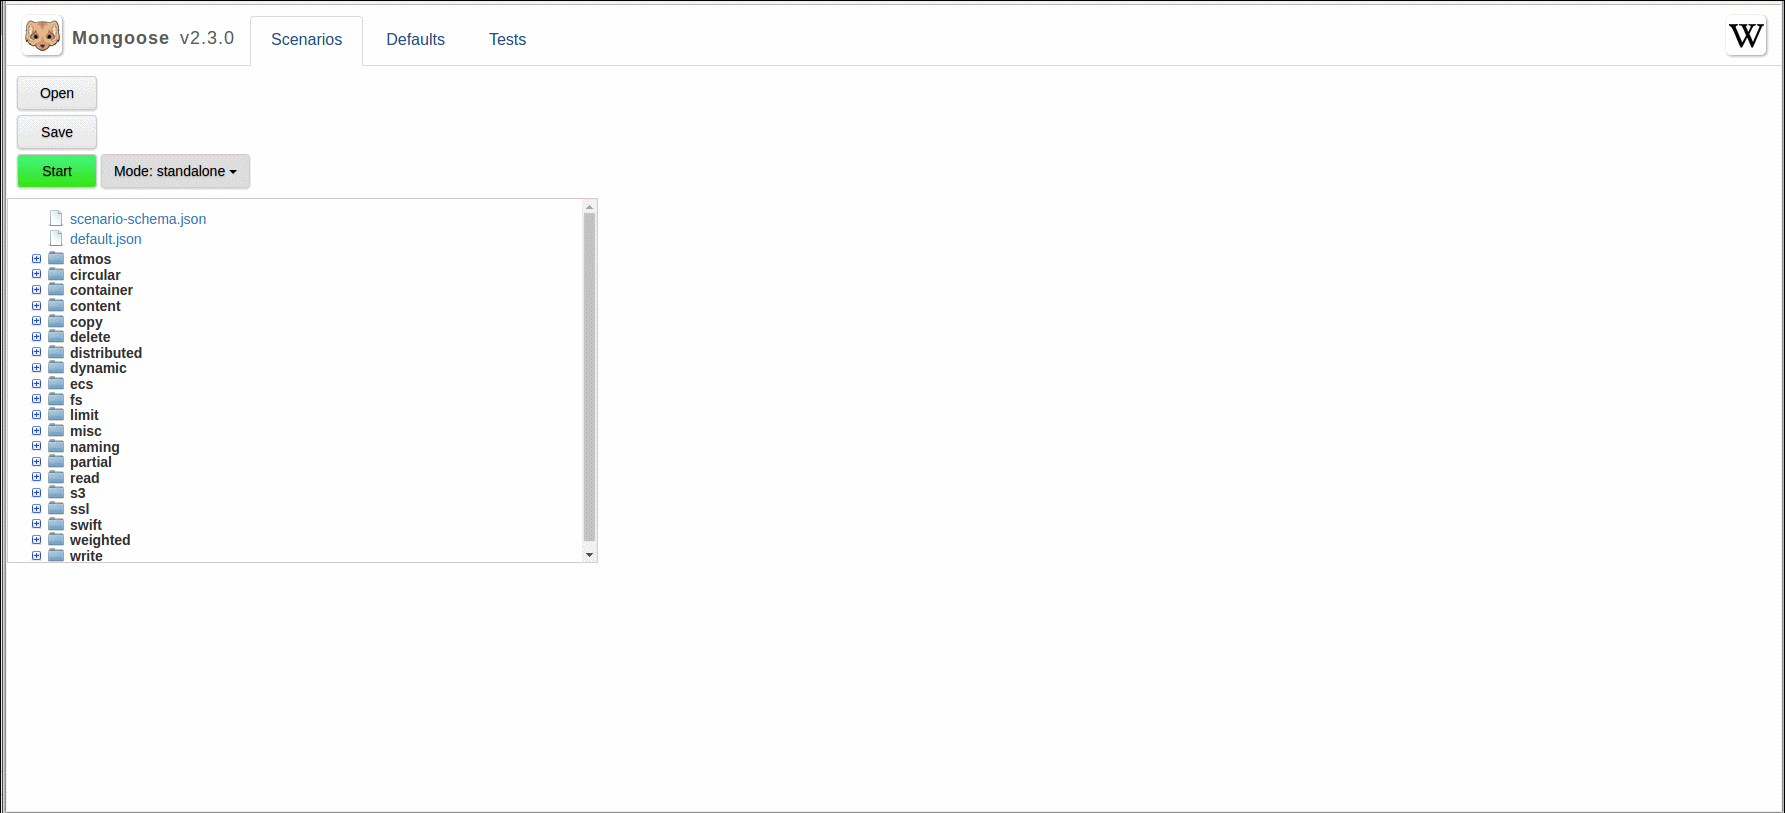 Mongoose v2.3.0 Scenarios Defaults Tests W
Open
Save
Start Mode: standalone
scenario-schema.json
default.json
atmos
circular
container
content
copy
delete
distributed
dynamic
ecs
fs
limit
misc
naming
partial
read
s3
ssl
swift
weighted
write